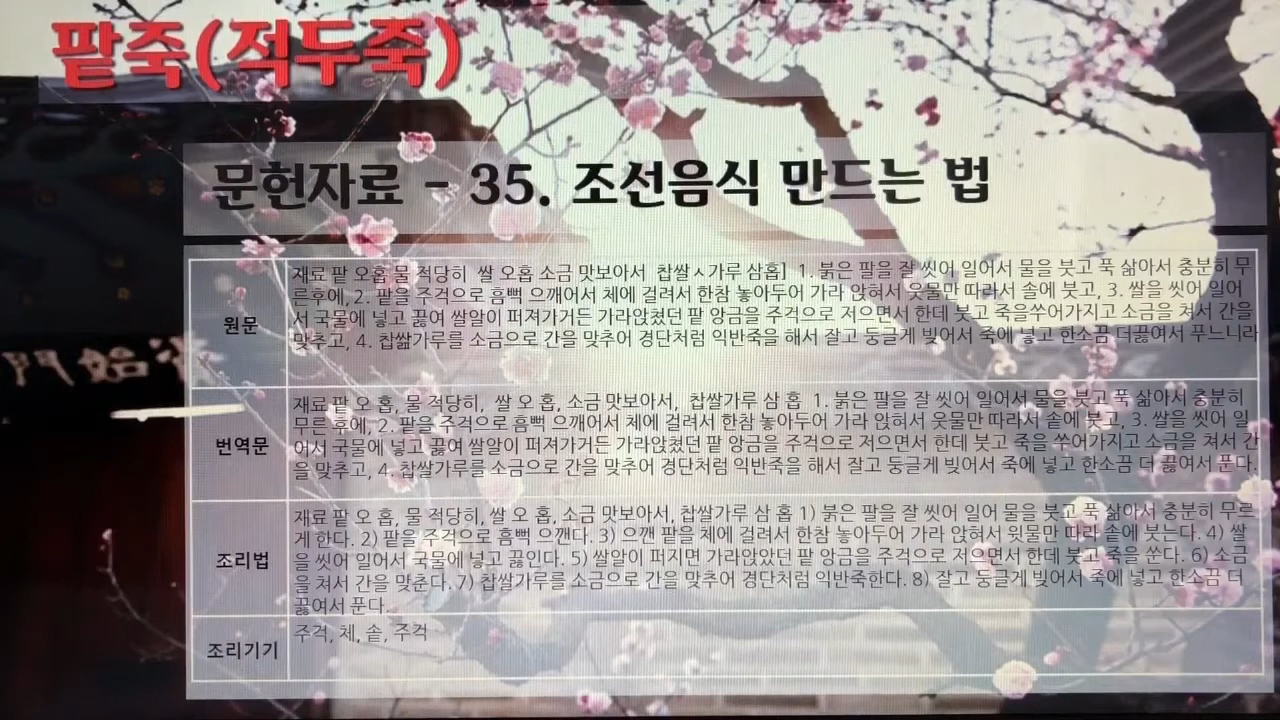 팥죽(적두죽)
문헌자료 - 35. 조선음식 만드는 법
원문
재료 팥 오홉 물 적당히 쌀 오홉 소금 맛보아서 찹쌀ㅅ가루 삼홉] 1. 붉은 팔을 잘 씻어 일어서 물을 붓고 푹 삶아서 충분히 무
른후에, 2. 팥을 주걱으로 흠뻑 으깨어서 체에 걸려서 한참 놓아두어 가라 앉혀서 웃물만 따라서 솔에 붓고, 3. 쌀을 씻어 일어
서 국물에 넣고 끓여 쌀알이 퍼져가거든 가라앉쳤던 팥 앙금을 주걱으로 저으면서 한데 붓고 죽을쑤어가지고 소금을 쳐서 간을
맞추고, 4. 찹쌃가루를 소금으로 간을 맞추어 경단처럼 익반죽을 해서 잘고 둥글게 빚어서 죽에 넣고 한소끔 더끓여서 푸느니라
번역문
재료 팥 오 홉, 물 적당히, 쌀 오 홉, 소금 맛보아서, 찹쌀가루 삼 홉 1. 붉은 팔을 잘 씻어 일어서 물을 붓고 푹 삶아서 충분히
무른 후에, 2. 팥을 주걱으로 흠뻑 으깨어서 체에 걸러서 한참 놓아두어 가라 앉혀서 웃물만 따라서 솥에 붓고, 3. 쌀을 씻어 일
어서 국물에 넣고 끓여 쌀알이 퍼져가거든 가라앉쳤던 팥 앙금을 주걱으로 저으면서 한데 붓고 죽을 쑤어가지고 소금을 쳐서 간
을 맞추고, 4. 찹쌀가루를 소금으로 간을 맞추어 경단처럼 익반죽을 해서 잘고 둥글게 빚어서 죽에 넣고 한소끔 더 끓여서 푼다.
조리법
재료 팥 오 홉, 물 적당히, 쌀 오 홉, 소금 맛보아서, 찹쌀가루 삼 홉 1) 붉은 팔을 잘 씻어 일어 물을 붓고 푹 삶아서 충분히 무르
게 한다. 2) 팥을 주걱으로 흠뻑 으깬다. 3) 으깬 팥을 체에 걸러서 한참 놓아두어 가라 앉혀서 윗물만 따라 솥에 붓는다. 4) 쌀
을 씻어 일어서 국물에 넣고 끓인다. 5) 쌀알이 퍼지면 가라앉았던 팥 앙금을 주걱으로 저으면서 한데 붓고 죽을 쑨다. 6) 소금
을 쳐서 간을 맞춘다. 7) 찹쌀가루를 소금으로 간을 맞추어 경단처럼 익반죽한다. 8) 잘고 둥글게 빚어서 죽에 넣고 한소끔 더
끓여서 푼다.
조리기기
주걱, 체, 솥, 주걱